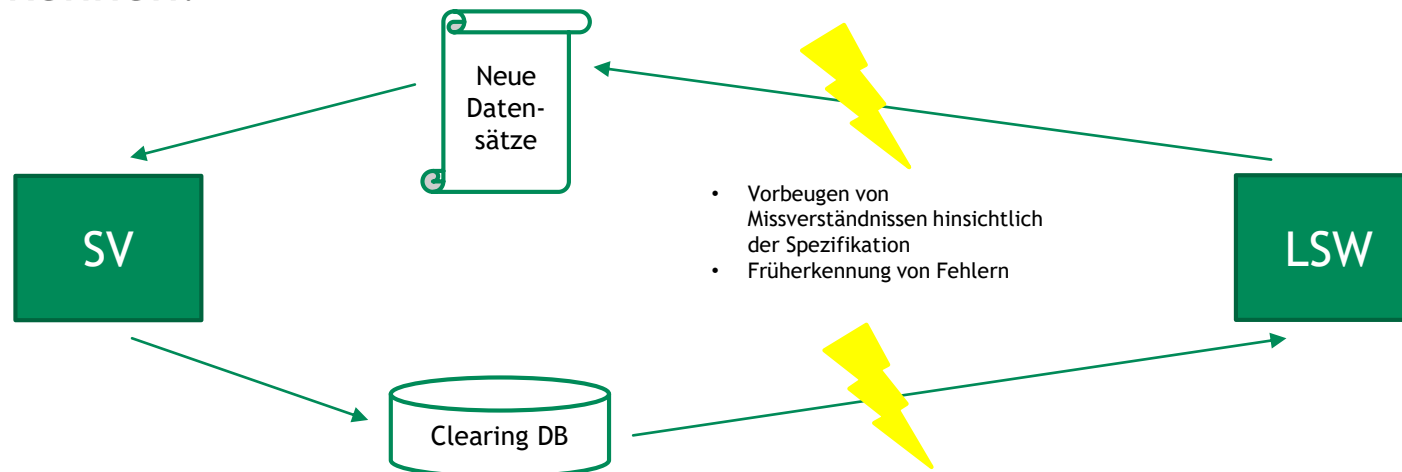 Neue
Daten-
sätze
SV
• Vorbeugen von
Missverständnissen hinsichtlich
der Spezifikation
• Früherkennung von Fehlern
LSW
Clearing DB